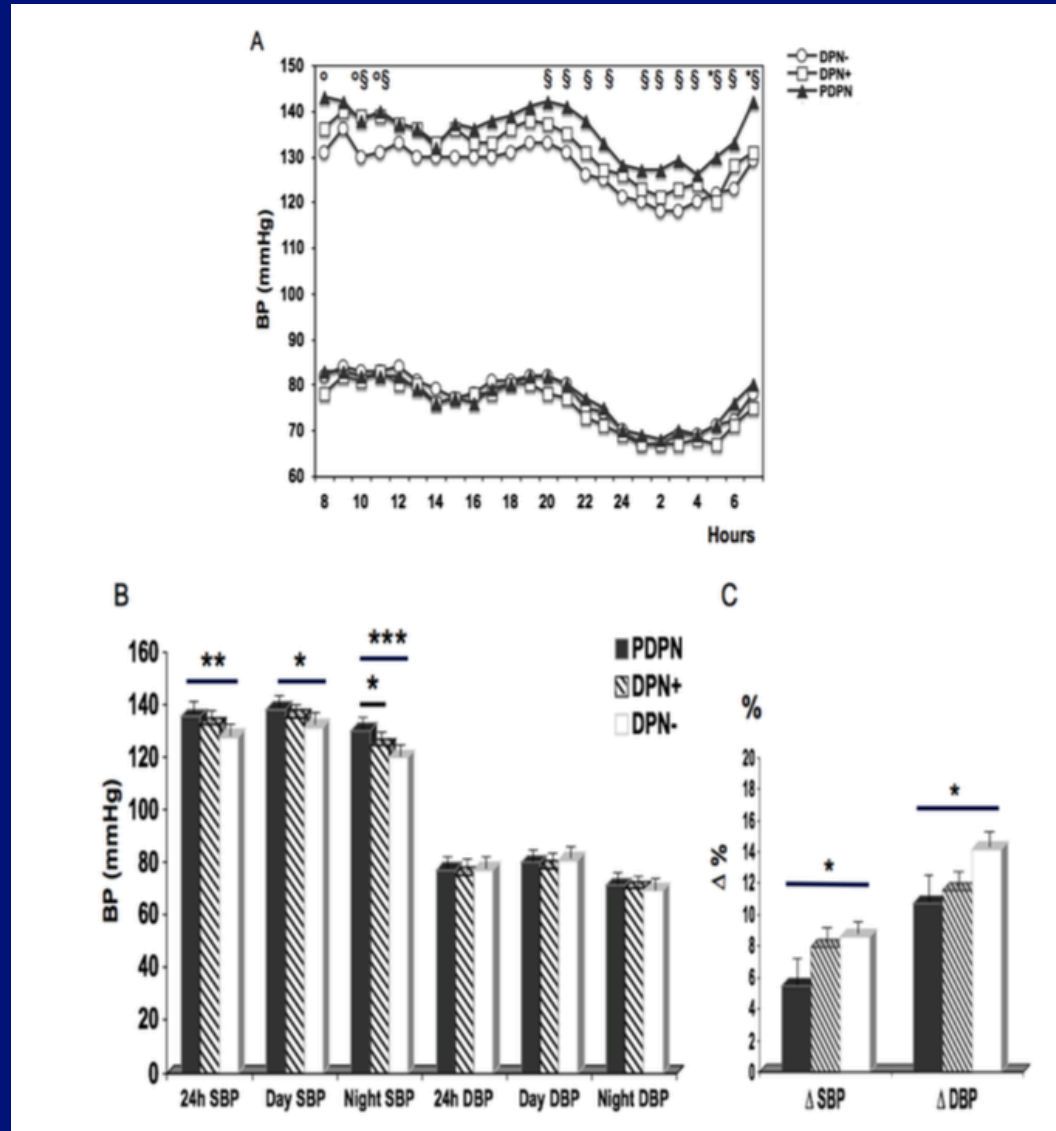 A
DPN-
DPN+
PDPN
150
140
130
120
110
100
90
80
70
60
BP (mmHg)
° °§ °§ § § § § § § § § *§ § *§
8 10 12 14 16 18 20 22 24 2 4 6
Hours
B
160
140
120
100
80
60
40
20
0
BP (mmHg)
** * *** *
PDPN
DPN+
DPN-
24h SBP Day SBP Night SBP 24h DBP Day DBP Night DBP
C
%
20
18
16
14
12
10
8
6
4
2
0
Δ %
* *
Δ SBP Δ DBP